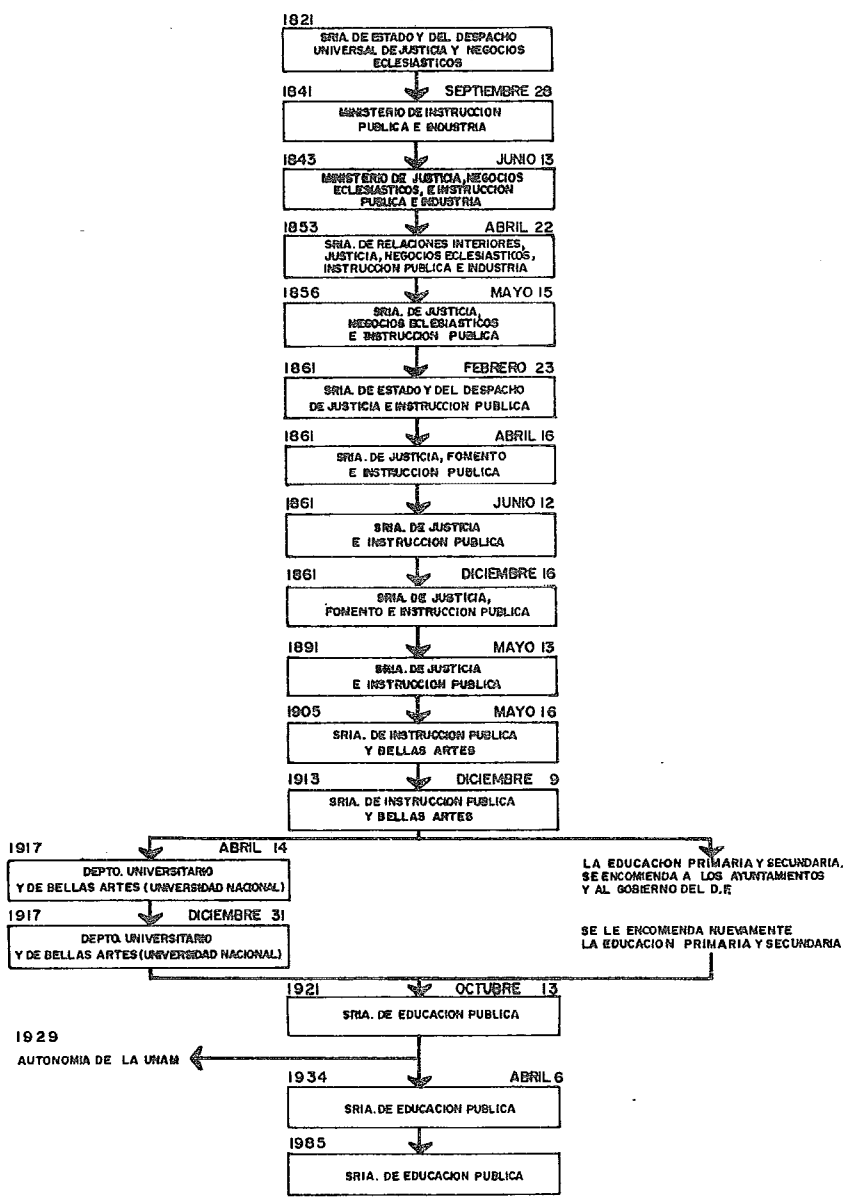 1821
SRIA. DE ESTADO Y DEL DESPACHO
UNIVERSAL DE JUSTICIA Y NEGOCIOS
ECLESIASTICOS
1841 SEPTIEMBRE 28
MINISTERIO DE INSTRUCCION
PUBLICA E INDUSTRIA
1843 JUNIO 13
MINISTERIO DE JUSTICIA, NEGOCIOS
ECLESIASTICOS, E INSTRUCCION
PUBLICA E INDUSTRIA
1853 ABRIL 22
SRIA. DE RELACIONES INTERIORES,
JUSTICIA, NEGOCIOS ECLESIASTICOS,
INSTRUCCION PUBLICA E INDUSTRIA
1856 MAYO 15
SRIA. DE JUSTICIA,
NEGOCIOS ECLESIASTICOS
E INSTRUCCION PUBLICA
1861 FEBRERO 23
SRIA. DE ESTADO Y DEL DESPACHO
DE JUSTICIA E INSTRUCCION PUBLICA
1861 ABRIL 16
SRIA. DE JUSTICIA, FOMENTO
E INSTRUCCION PUBLICA
1861 JUNIO 12
SRIA. DE JUSTICIA
E INSTRUCCION PUBLICA
1861 DICIEMBRE 16
SRIA. DE JUSTICIA,
FOMENTO E INSTRUCCION PUBLICA
1891 MAYO 13
SRIA. DE JUSTICIA
E INSTRUCCION PUBLICA
1905 MAYO 16
SRIA. DE INSTRUCCION PUBLICA
Y BELLAS ARTES
1913 DICIEMBRE 9
SRIA. DE INSTRUCCION PUBLICA
Y BELLAS ARTES
1917 ABRIL 14
DEPTO. UNIVERSITARIO
Y DE BELLAS ARTES (UNIVERSIDAD NACIONAL)
LA EDUCACION PRIMARIA Y SECUNDARIA,
SE ENCOMIENDA A LOS AYUNTAMIENTOS
Y AL GOBIERNO DEL D.F.
1917 DICIEMBRE 31
DEPTO. UNIVERSITARIO
Y DE BELLAS ARTES (UNIVERSIDAD NACIONAL)
SE LE ENCOMIENDA NUEVAMENTE
LA EDUCACION PRIMARIA Y SECUNDARIA
1921 OCTUBRE 13
SRIA. DE EDUCACION PUBLICA
1929
AUTONOMIA DE LA UNAM
1934 ABRIL 6
SRIA. DE EDUCACION PUBLICA
1985
SRIA. DE EDUCACION PUBLICA